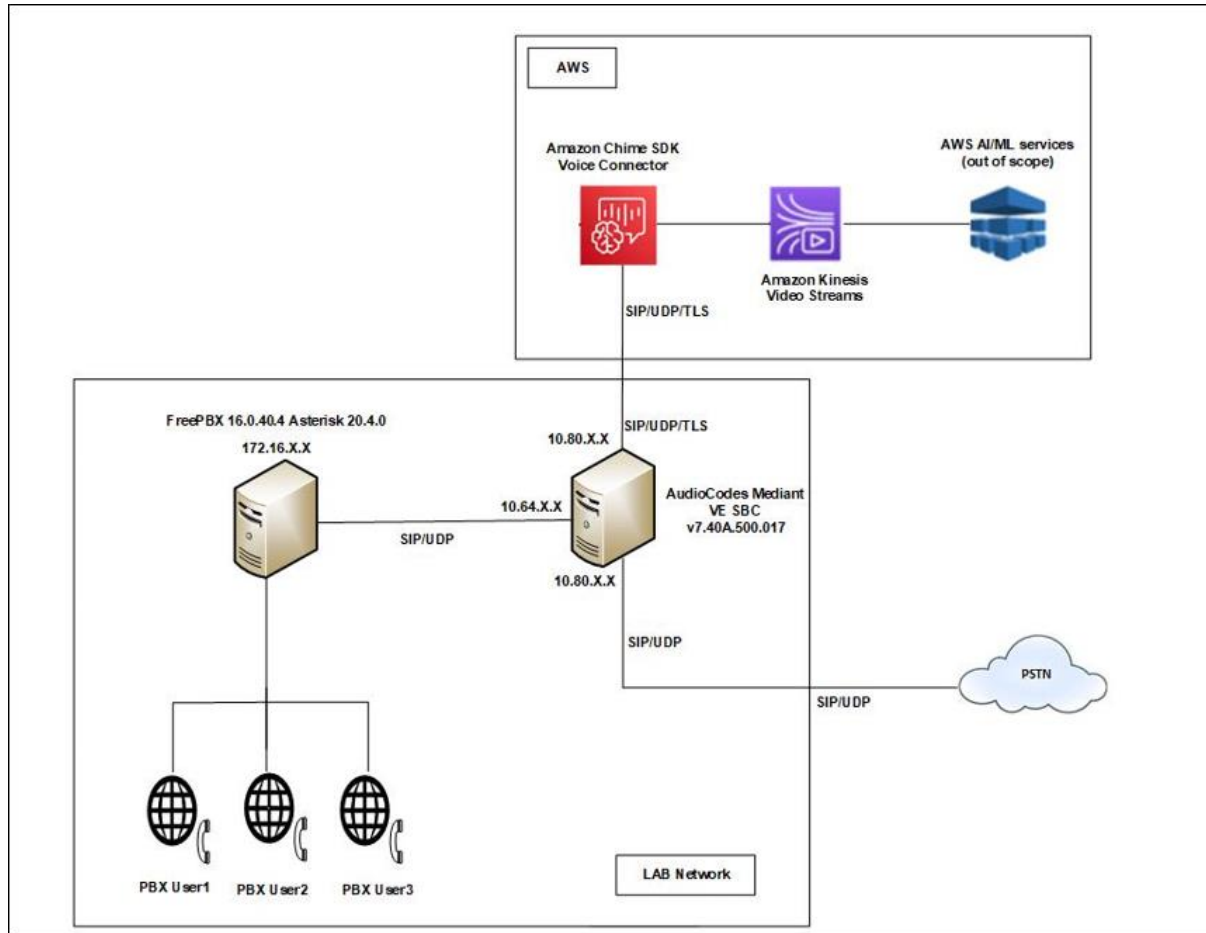 AWS
Amazon Chime SDK
Voice Connector
AWS AI/ML services
(out of scope)
Amazon Kinesis
Video Streams
SIP/UDP/TLS
FreePBX 16.0.40.4 Asterisk 20.4.0
172.16.X.X
SIP/UDP/TLS
10.80.X.X
AudioCodes Mediant
VE SBC
v7.40A.500.017
10.64.X.X
SIP/UDP
10.80.X.X
SIP/UDP
PSTN
SIP/UDP
PBX User1
PBX User2
PBX User3
LAB Network